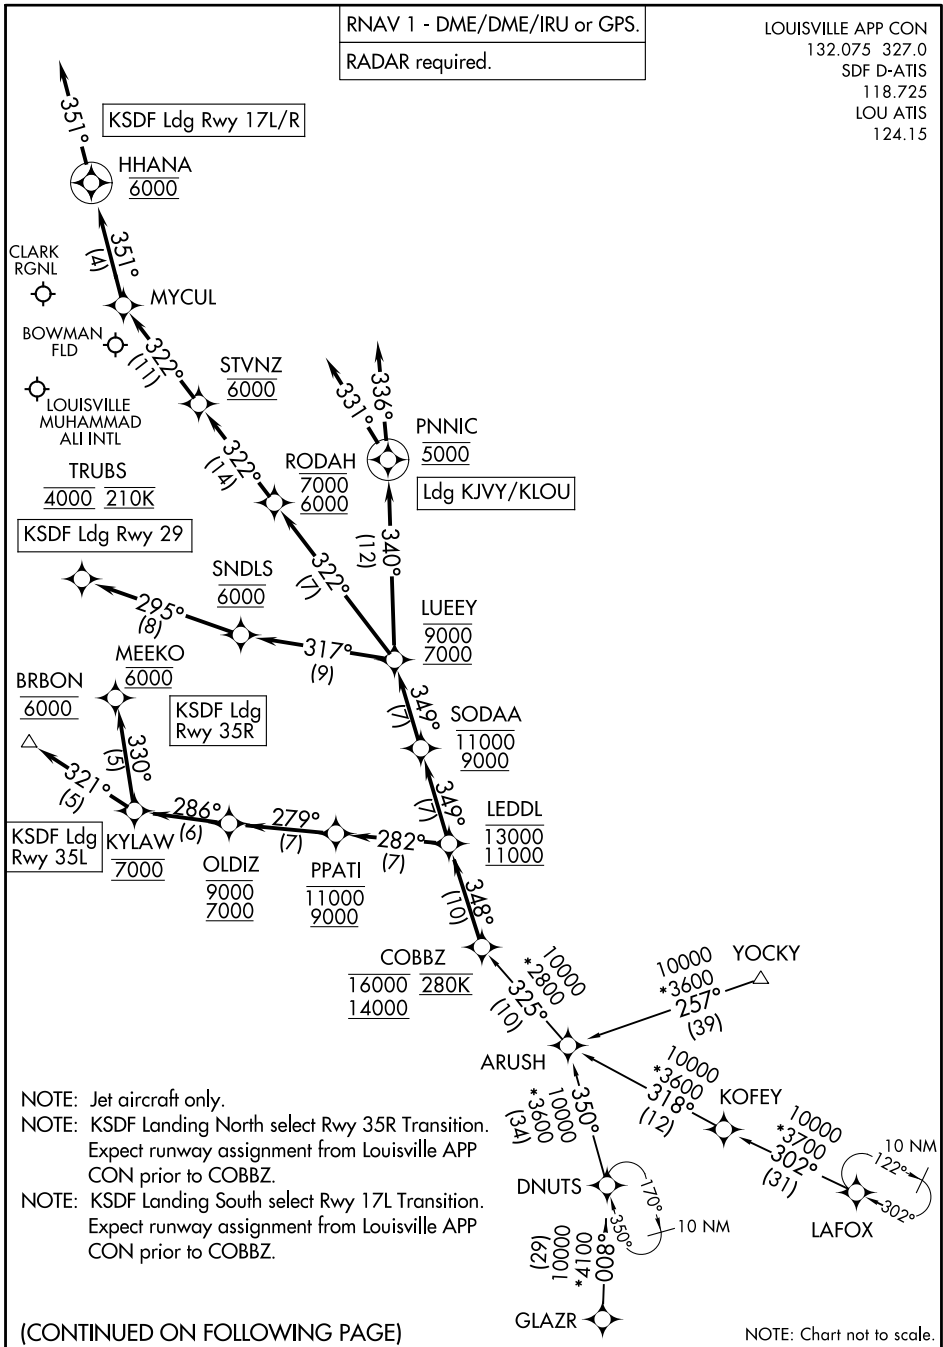 RNAV 1 - DME/DME/IRU or GPS.
RADAR required.
LOUISVILLE APP CON
132.075 327.0
SDF D-ATIS
118.725
LOU ATIS
124.15
351°
KSDF Ldg Rwy 17L/R
HHANA
6000
351°
(4)
CLARK
RGNL
MYCUL
BOWMAN
FLD
322°
(11)
STVNZ
6000
LOUISVILLE
MUHAMMAD
ALI INTL
331°
336°
PNNIC
5000
Ldg KJVY/KLOU
322°
(14)
RODAH
7000
6000
TRUBS
4000 210K
KSDF Ldg Rwy 29
340°
(12)
322°
(7)
SNDLS
6000
295°
(8)
317°
(9)
LUEEY
9000
7000
MEEKO
6000
BRBON
6000
KSDF Ldg
Rwy 35R
349°
(7)
SODAA
11000
9000
330°
(5)
321°
(5)
349°
(7)
LEDDL
13000
11000
KSDF Ldg
Rwy 35L
KYLAW
7000
286°
(6)
OLDIZ
9000
7000
279°
(7)
PPATI
11000
9000
282°
(7)
348°
(10)
COBBZ
16000 280K
14000
10000
*2800
325°
(10)
YOCKY
10000
*3600
257°
(39)
ARUSH
10000
*3600
318°
(12)
KOFEY
10000
*3700
302°
(31)
10 NM
122°
302°
LAFOX
350°
10000
*3600
(34)
DNUTS
170°
350°
10 NM
008°
*4100
10000
(29)
GLAZR
NOTE: Jet aircraft only.
NOTE: KSDF Landing North select Rwy 35R Transition.
Expect runway assignment from Louisville APP
CON prior to COBBZ.
NOTE: KSDF Landing South select Rwy 17L Transition.
Expect runway assignment from Louisville APP
CON prior to COBBZ.
(CONTINUED ON FOLLOWING PAGE)
NOTE: Chart not to scale.